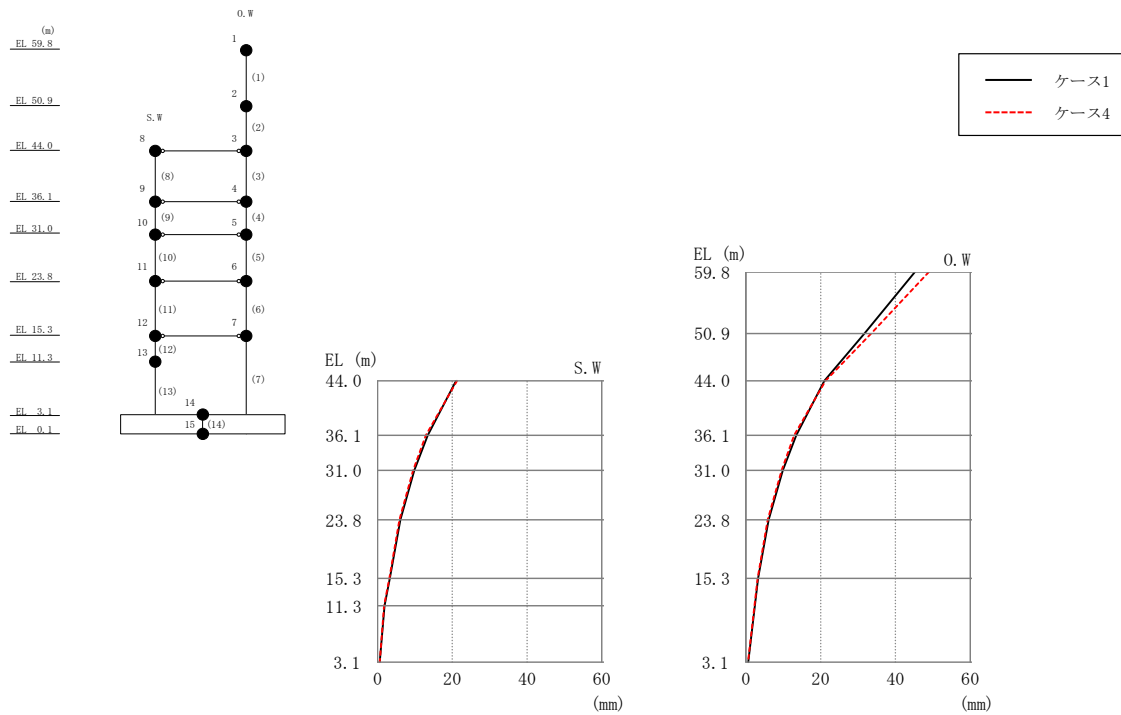 (m)
EL 59.8
EL 50.9
EL 44.0
EL 36.1
EL 31.0
EL 23.8
EL 15.3
EL 11.3
EL 3.1
EL 0.1
O.W
1
(1)
2
(2)
S.W
8
3
(8)
(3)
9
4
(9)
(4)
10
5
(10)
(5)
11
6
(11)
(6)
12
7
(12)
13
(13)
(7)
14
15
(14)
ケース1
ケース4
EL (m)
S.W
44.0
36.1
31.0
23.8
15.3
11.3
3.1
0
20
40
60
(mm)
EL (m)
O.W
59.8
50.9
44.0
36.1
31.0
23.8
15.3
3.1
0
20
40
60
(mm)